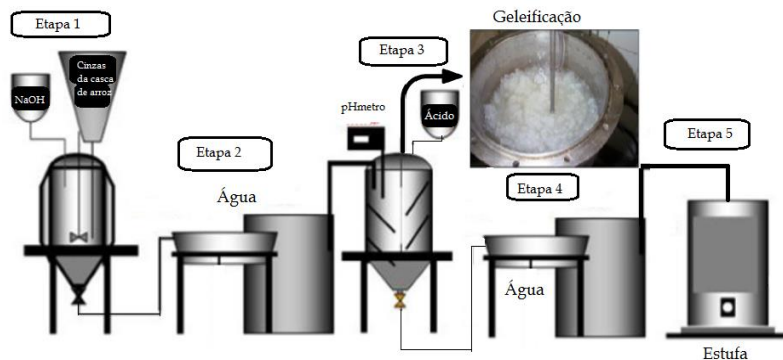 Etapa 1
Cinzas
da casca
de arroz
NaOH
Etapa 2
Água
pHmetro
Etapa 3
Ácido
Geleificação
Etapa 4
Água
Etapa 5
Estufa